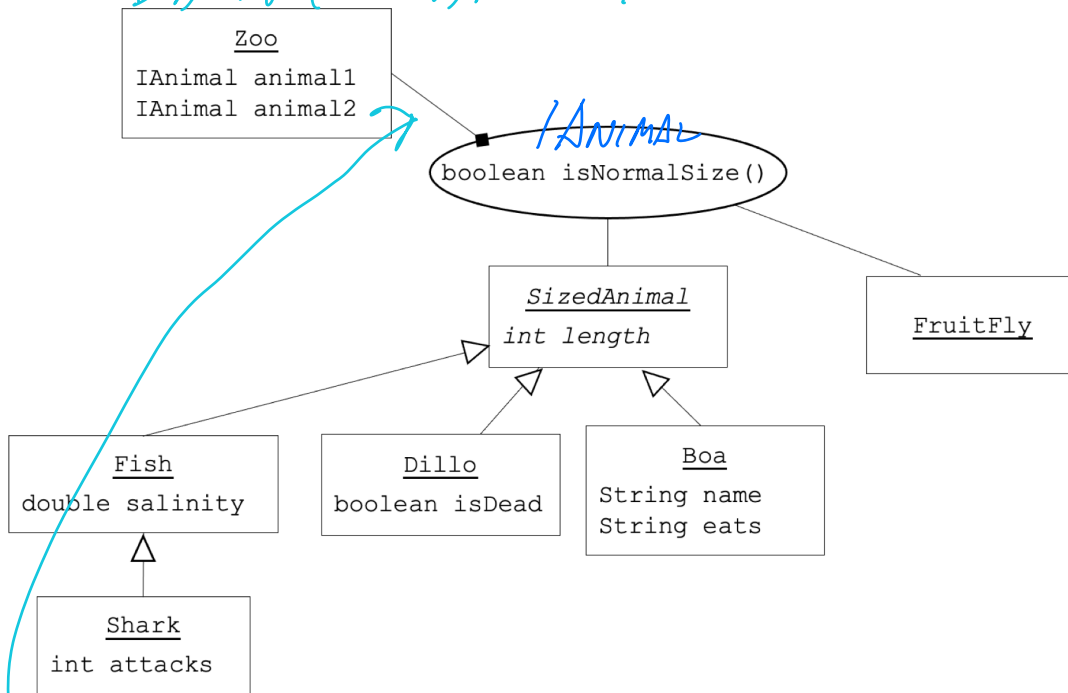 Zoo
IAnimal animal1
IAnimal animal2
IANIMAL
boolean isNormalSize()
SizedAnimal
int length
FruitFly
Fish
double salinity
Dillo
boolean isDead
Boa
String name
String eats
Shark
int attacks